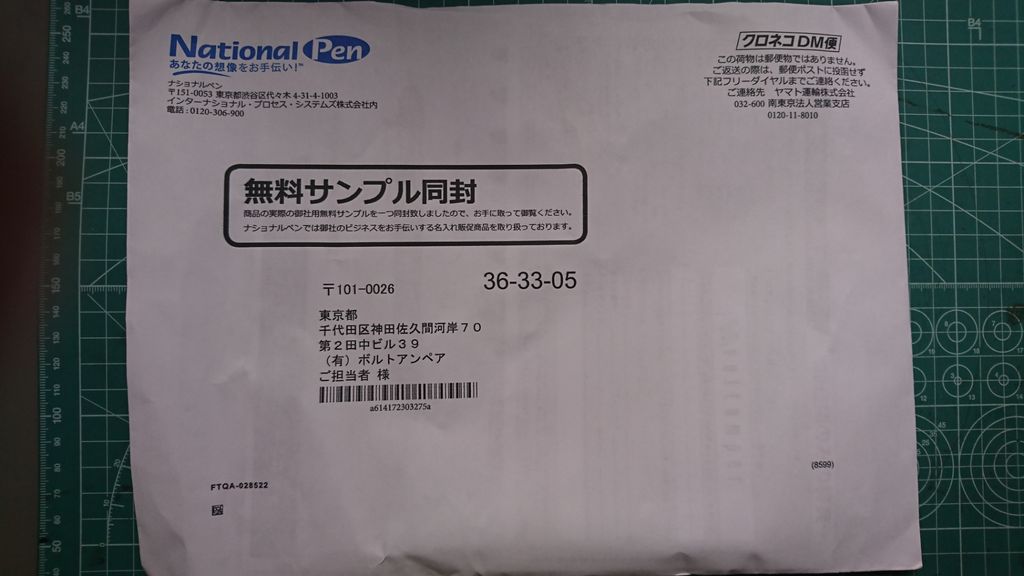 National Pen
あなたの想像をお手伝い!™
ナショナルペン
〒151-0053 東京都渋谷区代々木 4-31-4-1003
インターナショナル・プロセス・システムズ株式会社内
電話 : 0120-306-900
クロネコDM便
この荷物は郵便物ではありません。
ご返送の際は、郵便ポストに投函せず
下記フリーダイヤルまでご連絡ください。
ご連絡先 ヤマト運輸株式会社
032-600 南東京法人営業支店
0120-11-8010
無料サンプル同封
商品の実際の御社用無料サンプルを一つ同封致しましたので、お手に取って御覧ください。
ナショナルペンでは御社のビジネスをお手伝いする名入れ販促商品を取り扱っております。
〒101-0026 36-33-05
東京都
千代田区神田佐久間河岸70
第2田中ビル39
(有)ボルトアンペア
ご担当者 様
a614172303275a
(8599)
FTQA-028522
B4
A4
B5
B4